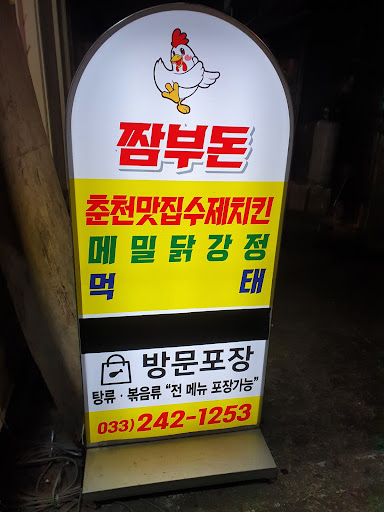 짬부돈
춘천맛집수제치킨
메밀닭강정
먹태
방문포장
탕류·볶음류 "전 메뉴 포장가능"
033) 242-1253